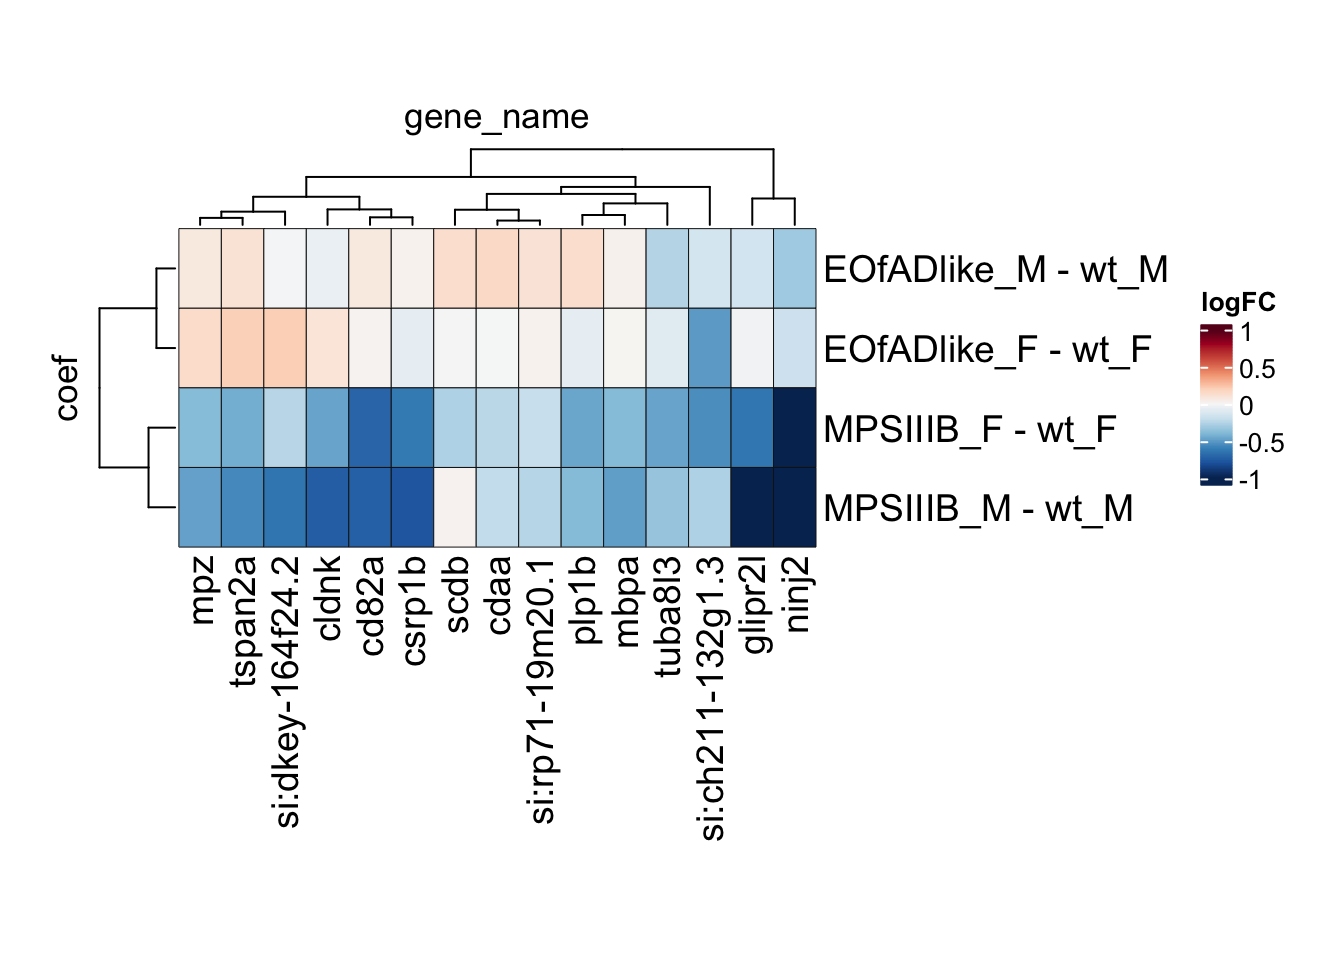 gene_name
coef
EOfADlike_M - wt_M
EOfADlike_F - wt_F
MPSIIIB_F - wt_F
MPSIIIB_M - wt_M
mpz
tspan2a
si:dkey-164f24.2
cldnk
cd82a
csrp1b
scdb
cdaa
si:rp71-19m20.1
plp1b
mbpa
tuba8l3
si:ch211-132g1.3
glipr2l
ninj2
logFC
1
0.5
0
-0.5
-1